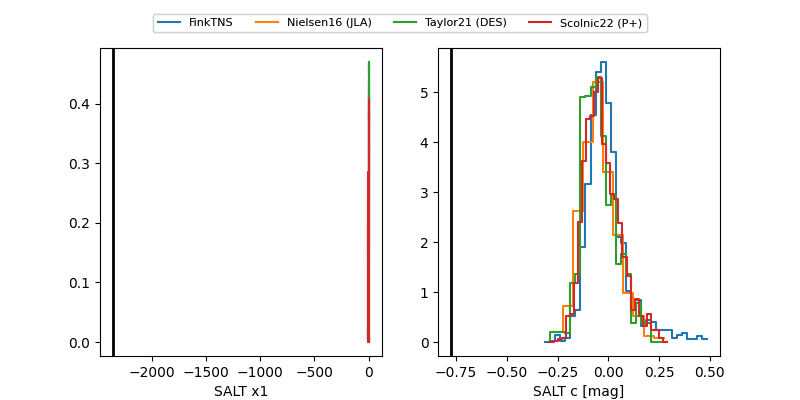 FinkTNS Nielsen16 (JLA) Taylor21 (DES) Scolnic22 (P+)
0.4
0.3
0.2
0.1
0.0
−2000 −1500 −1000 −500 0
SALT x1
5
4
3
2
1
0
−0.75 −0.50 −0.25 0.00 0.25 0.50
SALT c [mag]